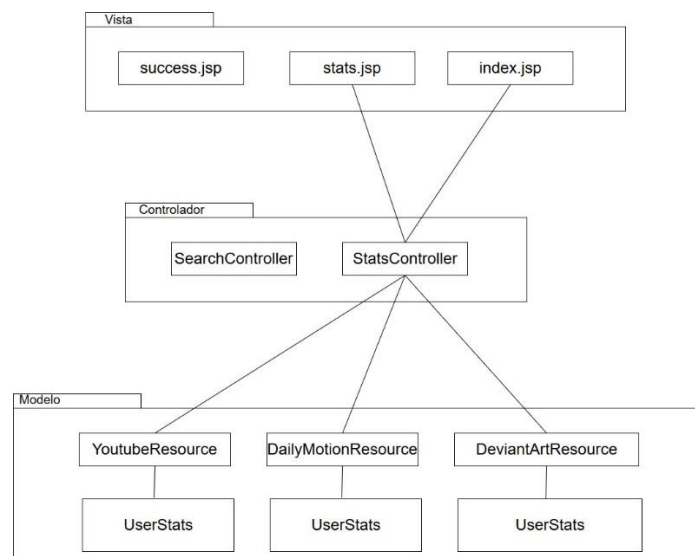 Vista
success.jsp
stats.jsp
index.jsp
Controlador
SearchController
StatsController
Modelo
YoutubeResource
DailyMotionResource
DeviantArtResource
UserStats
UserStats
UserStats